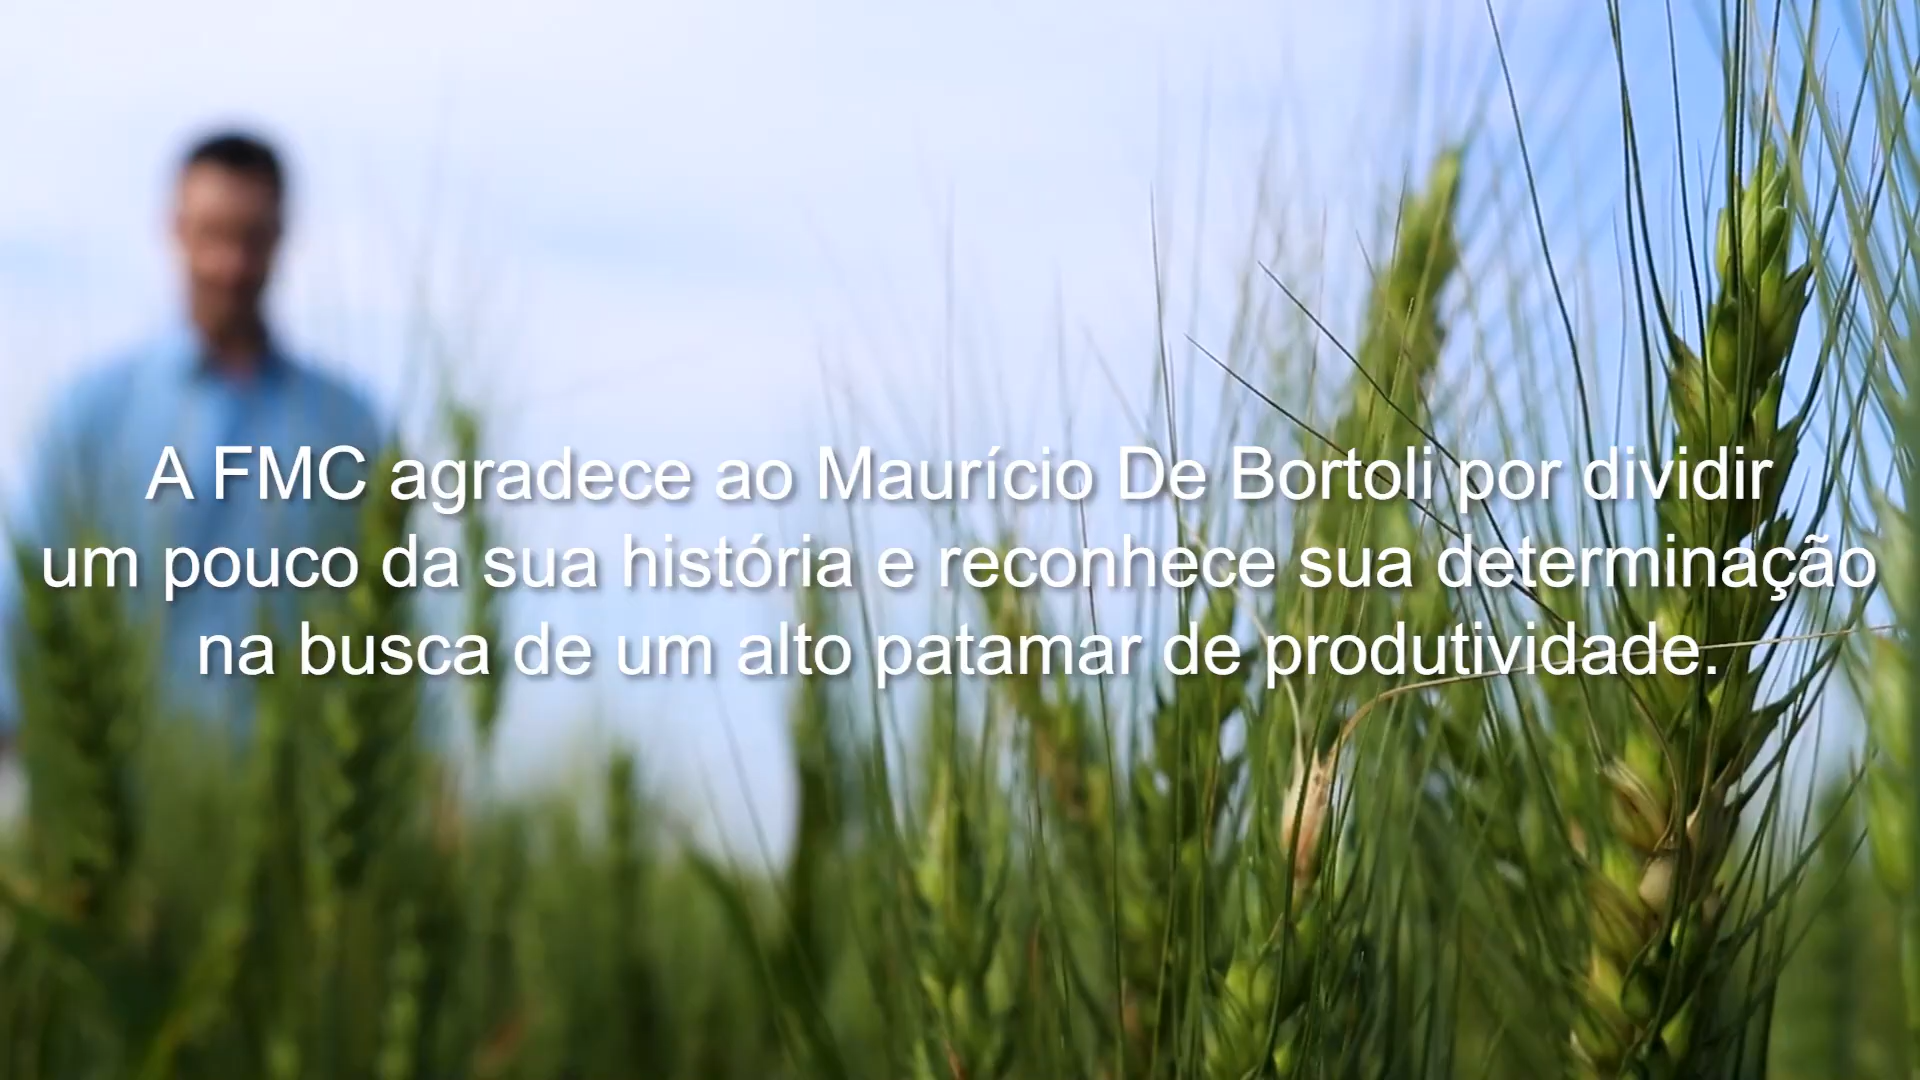 A FMC agradece ao Maurício De Bortoli por dividir
um pouco da sua história e reconhece sua determinação
na busca de um alto patamar de produtividade.